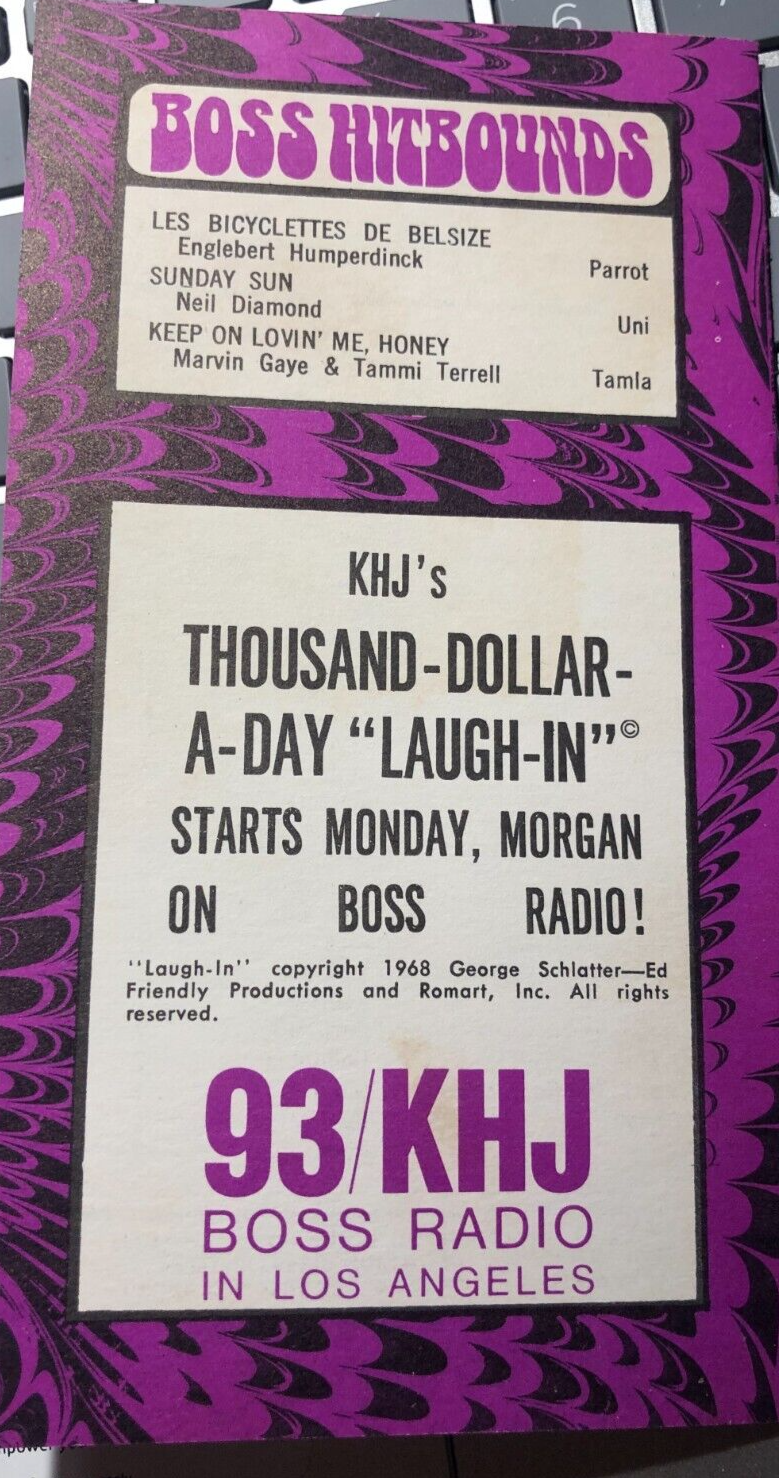 6
BOSS HITBOUNDS
LES BICYCLETTES DE BELSIZE
Englebert Humperdinck Parrot
SUNDAY SUN
Neil Diamond Uni
KEEP ON LOVIN' ME, HONEY
Marvin Gaye & Tammi Terrell Tamla
KHJ's
THOUSAND-DOLLAR-
A-DAY "LAUGH-IN"©
STARTS MONDAY, MORGAN
ON BOSS RADIO!
"Laugh-In" copyright 1968 George Schlatter—Ed
Friendly Productions and Romart, Inc. All rights
reserved.
93/KHJ
BOSS RADIO
IN LOS ANGELES